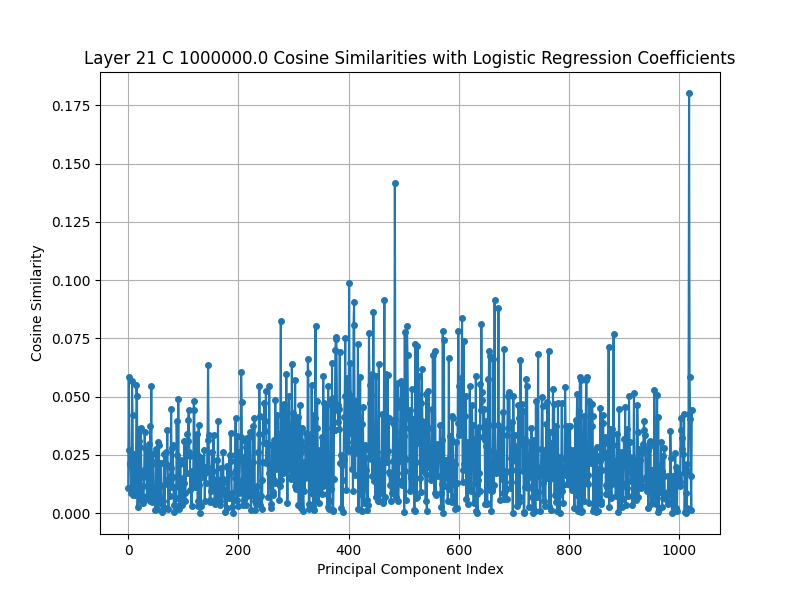 Layer 21 C 1000000.0 Cosine Similarities with Logistic Regression Coefficients
0.175
0.150
0.125
0.100
0.075
0.050
0.025
0.000
Cosine Similarity
0 200 400 600 800 1000
Principal Component Index